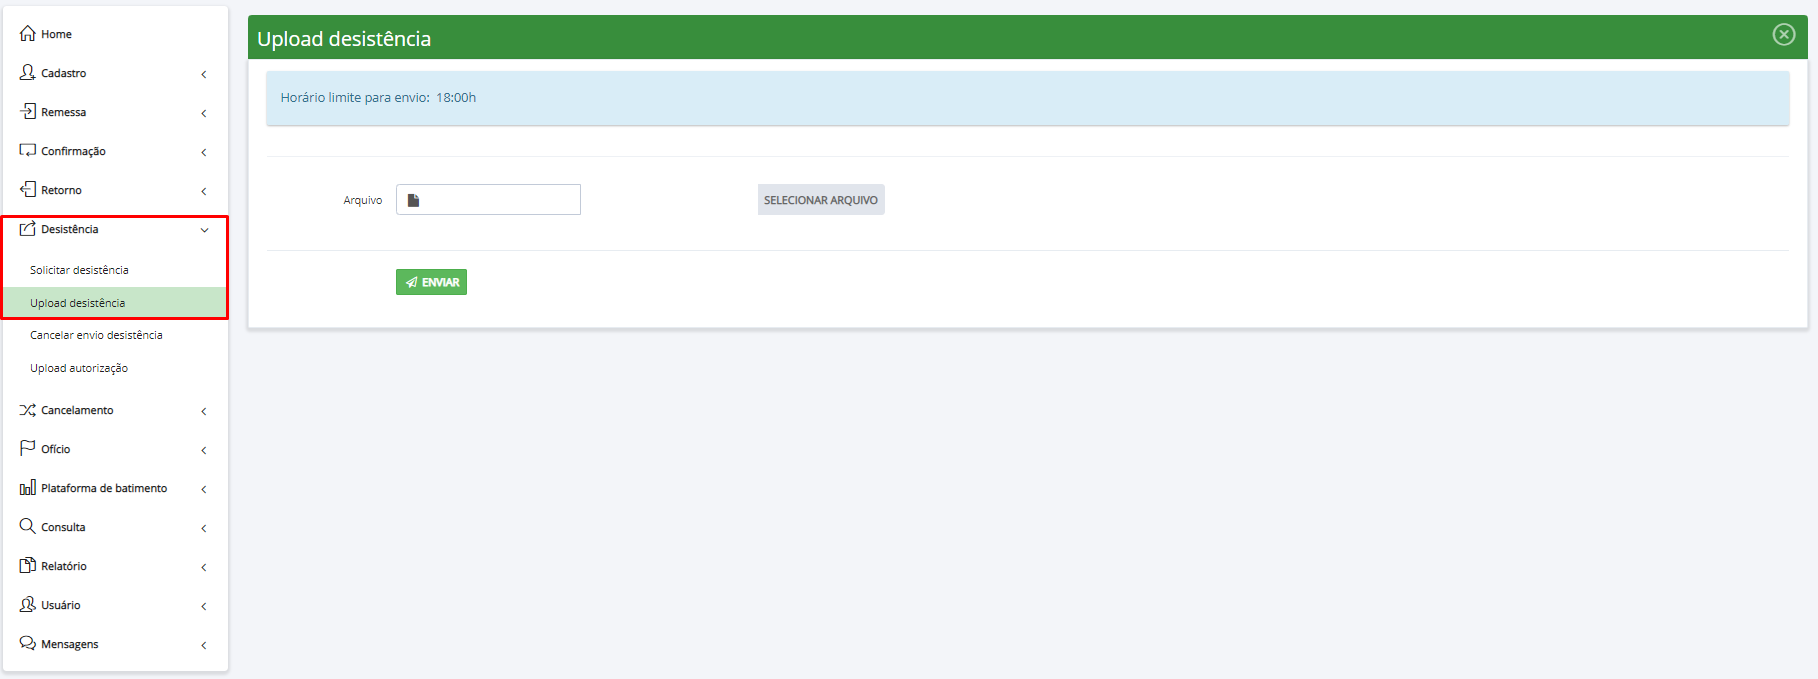 Home
Cadastro
Remessa
Confirmação
Retorno
Desistência
Solicitar desistência
Upload desistência
Cancelar envio desistência
Upload autorização
Cancelamento
Ofício
Plataforma de batimento
Consulta
Relatório
Usuário
Mensagens
Upload desistência
Horário limite para envio: 18:00h
Arquivo
SELECIONAR ARQUIVO
ENVIAR